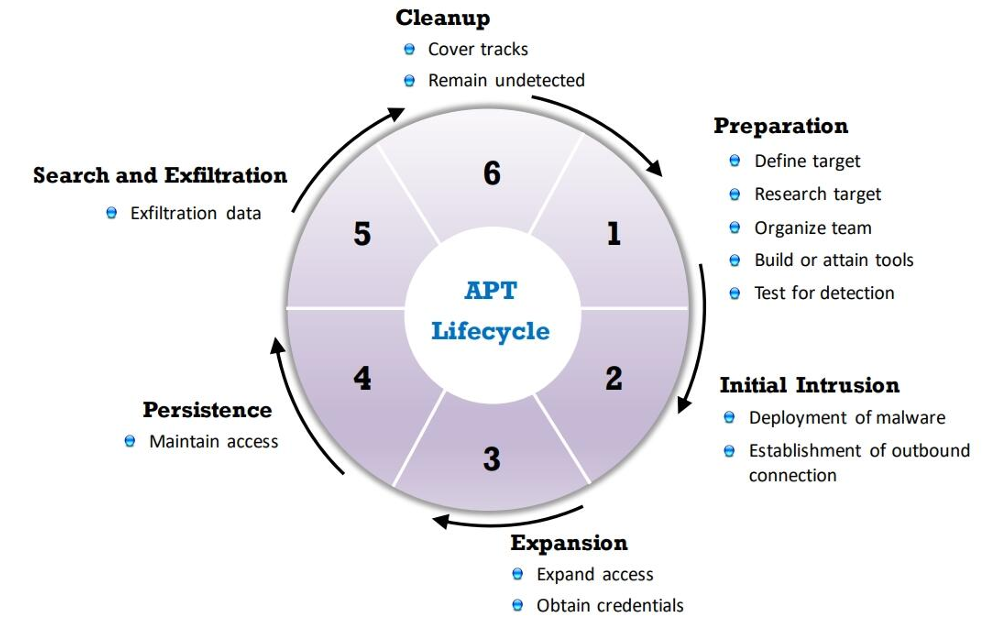 Cleanup
Cover tracks
Remain undetected
Preparation
Define target
Research target
Organize team
Build or attain tools
Test for detection
Initial Intrusion
Deployment of malware
Establishment of outbound
connection
Expansion
Expand access
Obtain credentials
Persistence
Maintain access
Search and Exfiltration
Exfiltration data
6
1
2
3
4
5
APT
Lifecycle